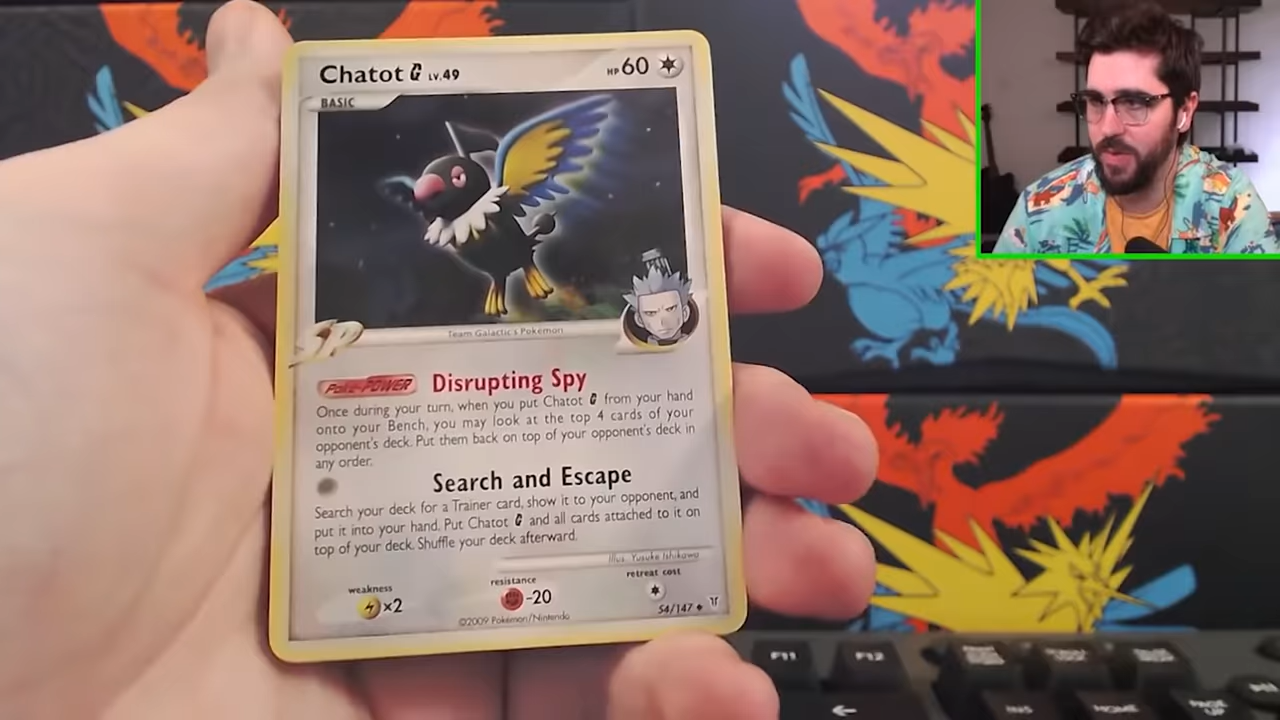 Chatot G LV.49 HP 60
BASIC
SP
Team Galactic's Pokémon
Poké-POWER Disrupting Spy
Once during your turn, when you put Chatot G from your hand
onto your Bench, you may look at the top 4 cards of your
opponent's deck. Put them back on top of your opponent's deck in
any order.
Search and Escape
Search your deck for a Trainer card, show it to your opponent, and
put it into your hand. Put Chatot G and all cards attached to it on
top of your deck. Shuffle your deck afterward.
Illus. Yusuke Ishikawa
weakness resistance retreat cost
×2 -20
©2009 Pokémon/Nintendo 54/147
F11 F12
INS HOME PAGE UP